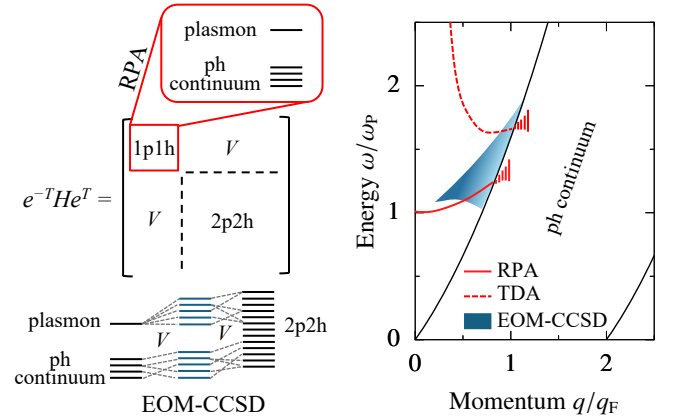 plasmon
ph
continuum
RPA
1p1h
V
e^{-T}He^{T} =
V
2p2h
plasmon
V
V
2p2h
ph
continuum
EOM-CCSD
Energy ω/ω_P
2
1
0
ph continuum
RPA
TDA
EOM-CCSD
0
1
2
Momentum q/q_F